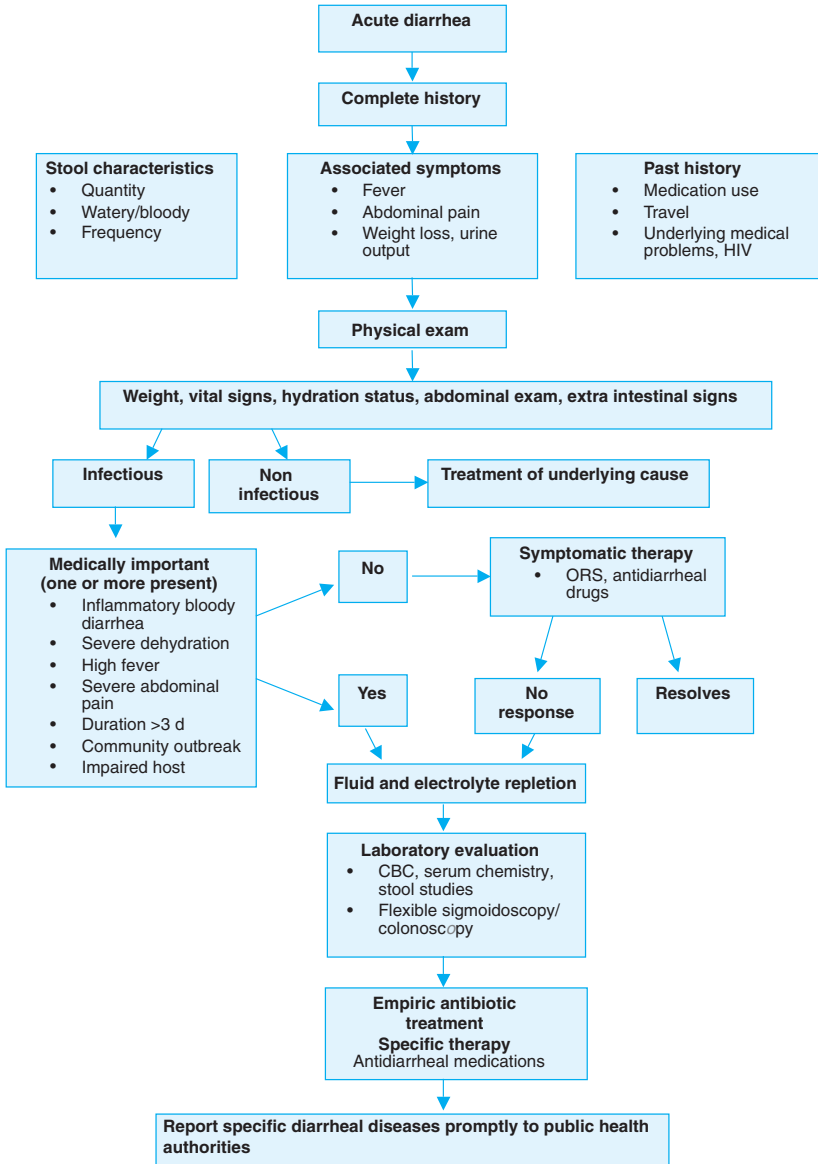 Acute diarrhea
Complete history
Stool characteristics
• Quantity
• Watery/bloody
• Frequency
Associated symptoms
• Fever
• Abdominal pain
• Weight loss, urine
output
Past history
• Medication use
• Travel
• Underlying medical
problems, HIV
Physical exam
Weight, vital signs, hydration status, abdominal exam, extra intestinal signs
Infectious
Non
infectious
Treatment of underlying cause
Medically important
(one or more present)
• Inflammatory bloody
diarrhea
• Severe dehydration
• High fever
• Severe abdominal
pain
• Duration >3 d
• Community outbreak
• Impaired host
No
Symptomatic therapy
• ORS, antidiarrheal
drugs
Yes
No
response
Resolves
Fluid and electrolyte repletion
Laboratory evaluation
• CBC, serum chemistry,
stool studies
• Flexible sigmoidoscopy/
colonoscopy
Empiric antibiotic
treatment
Specific therapy
Antidiarrheal medications
Report specific diarrheal diseases promptly to public health
authorities